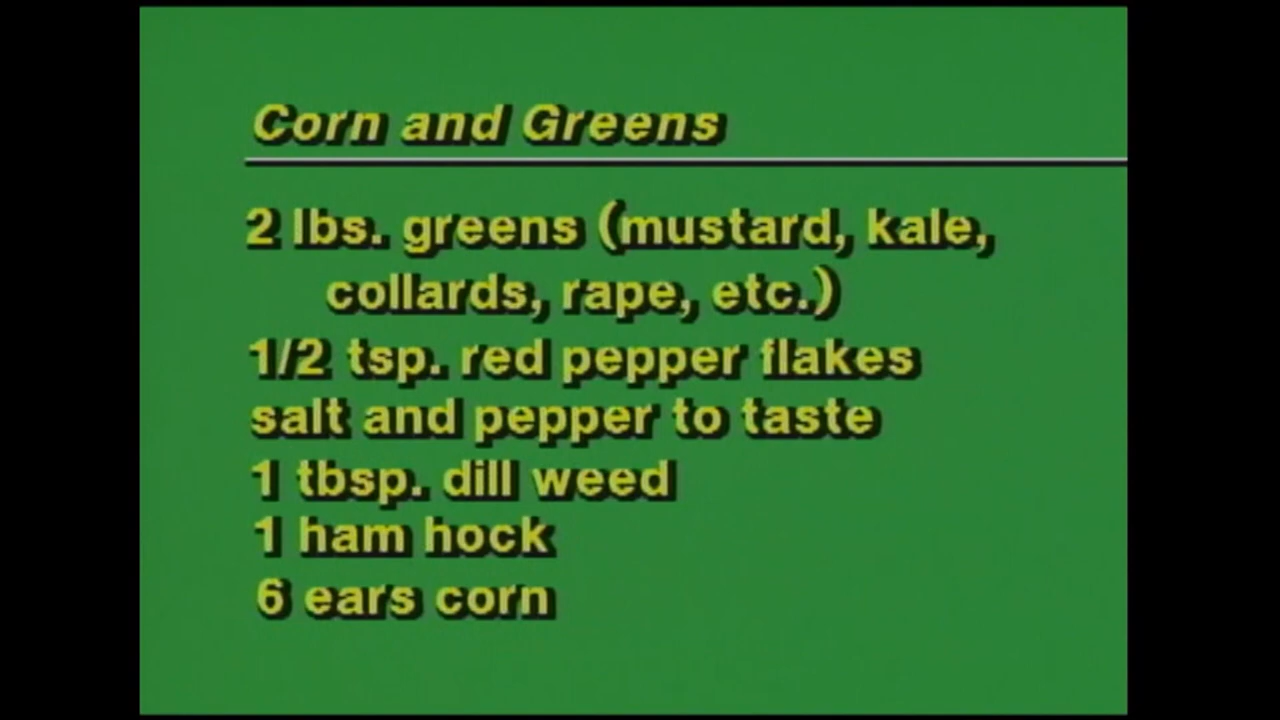 Corn and Greens
2 lbs. greens (mustard, kale,
collards, rape, etc.)
1/2 tsp. red pepper flakes
salt and pepper to taste
1 tbsp. dill weed
1 ham hock
6 ears corn